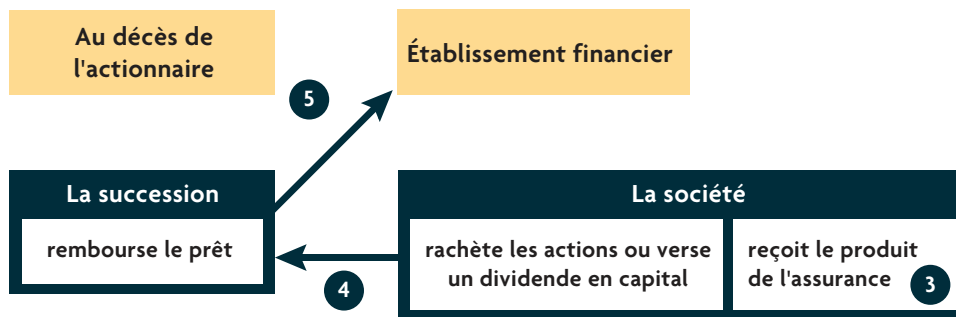 Au décès de
l'actionnaire
Établissement financier
5
La succession
rembourse le prêt
4
La société
rachète les actions ou verse
un dividende en capital
reçoit le produit
de l'assurance
3